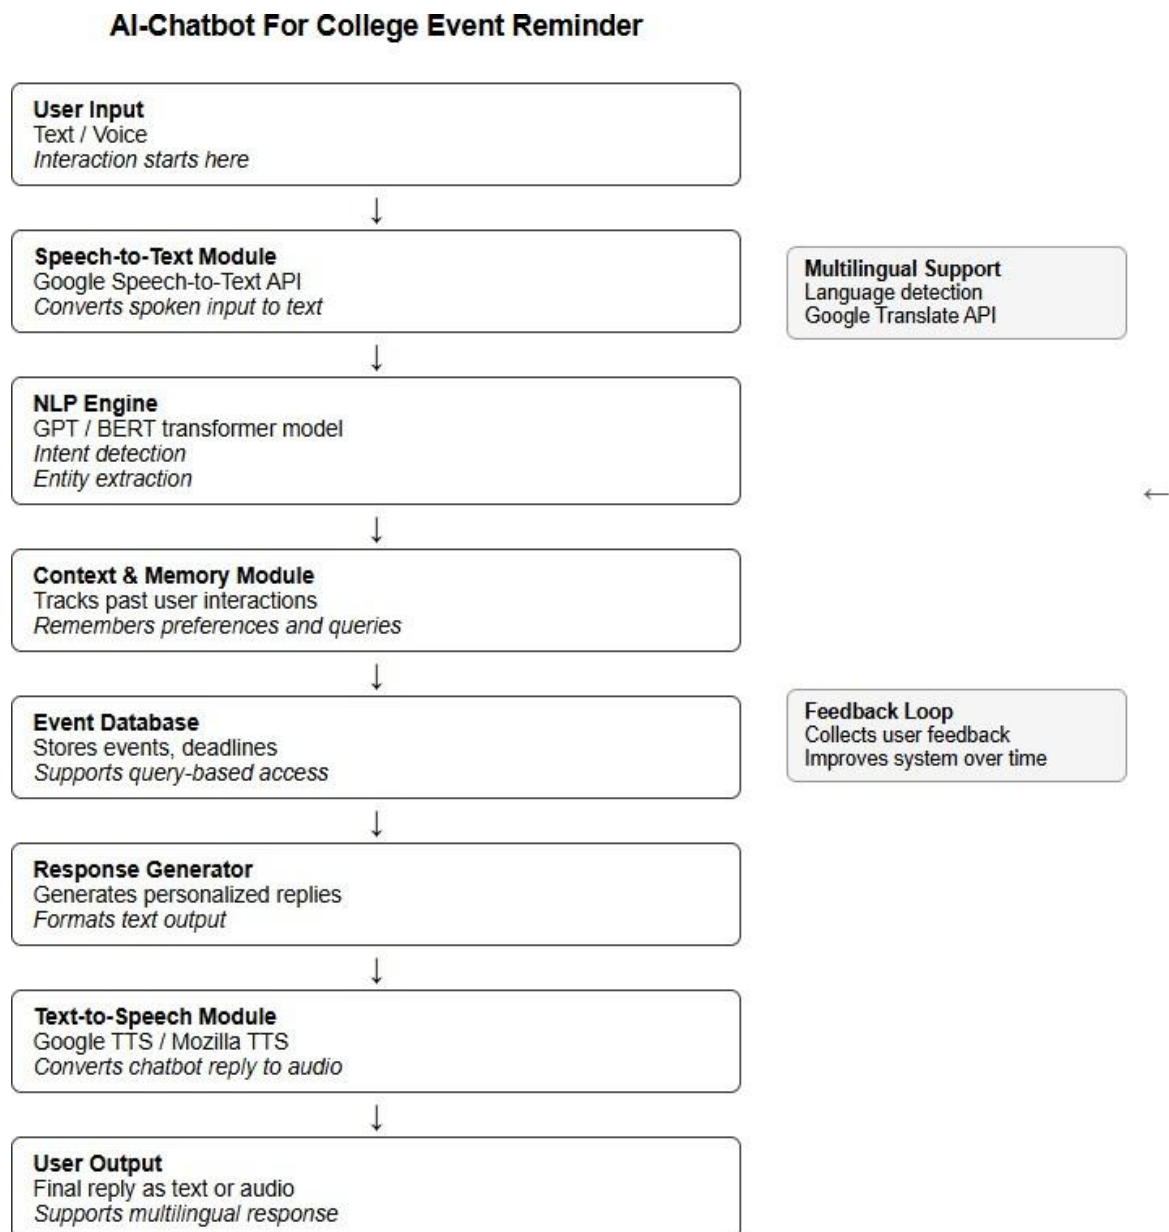 AI-Chatbot For College Event Reminder
User Input
Text / Voice
Interaction starts here
↓
Speech-to-Text Module
Google Speech-to-Text API
Converts spoken input to text
Multilingual Support
Language detection
Google Translate API
↓
NLP Engine
GPT / BERT transformer model
Intent detection
Entity extraction
←
↓
Context & Memory Module
Tracks past user interactions
Remembers preferences and queries
↓
Event Database
Stores events, deadlines
Supports query-based access
Feedback Loop
Collects user feedback
Improves system over time
↓
Response Generator
Generates personalized replies
Formats text output
↓
Text-to-Speech Module
Google TTS / Mozilla TTS
Converts chatbot reply to audio
↓
User Output
Final reply as text or audio
Supports multilingual response